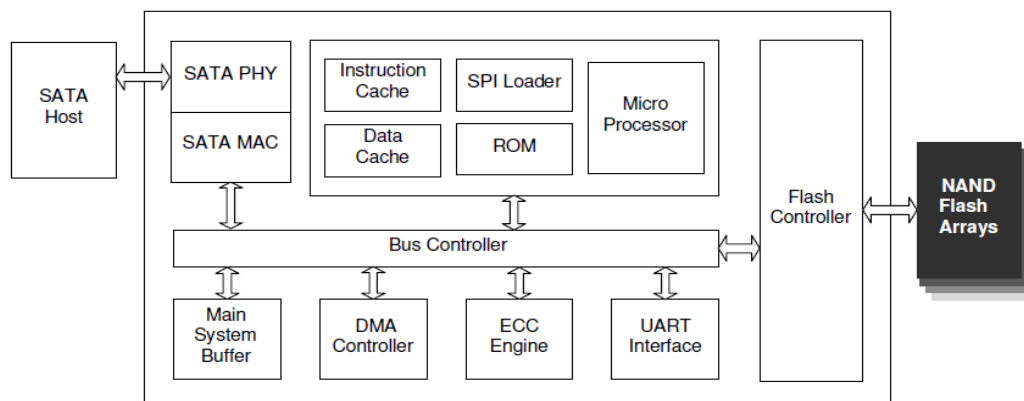 SATA
Host
SATA PHY
SATA MAC
Instruction
Cache
SPI Loader
Data
Cache
ROM
Micro
Processor
Flash
Controller
NAND
Flash
Arrays
Bus Controller
Main
System
Buffer
DMA
Controller
ECC
Engine
UART
Interface